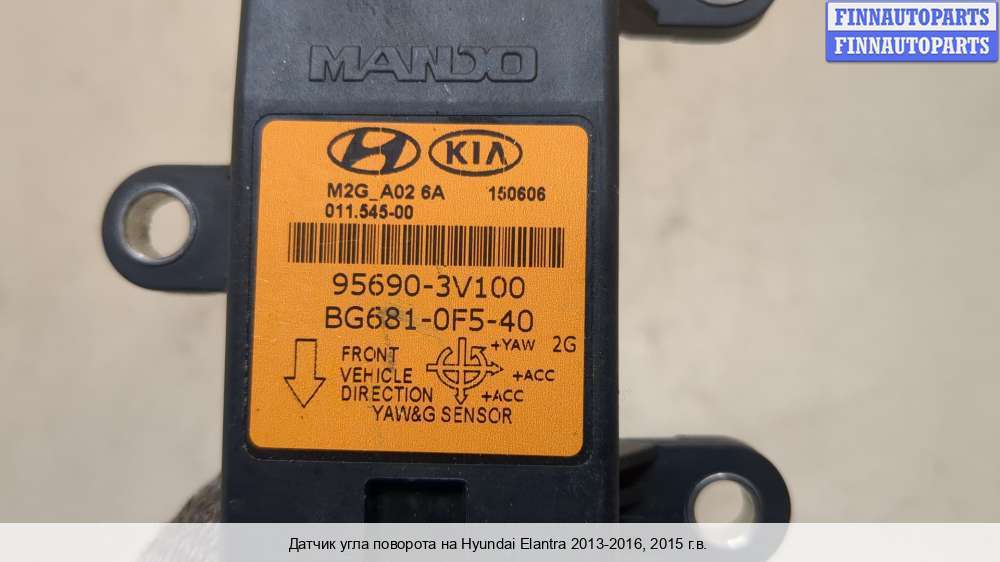 FINNAUTOPARTS
FINNAUTOPARTS
MANDO
KIA
M2G_A02 6A 150606
011.545-00
95690-3V100
BG681-0F5-40
FRONT
VEHICLE
DIRECTION
+YAW 2G
+ACC
+ACC
YAW&G SENSOR
Датчик угла поворота на Hyundai Elantra 2013-2016, 2015 г.в.